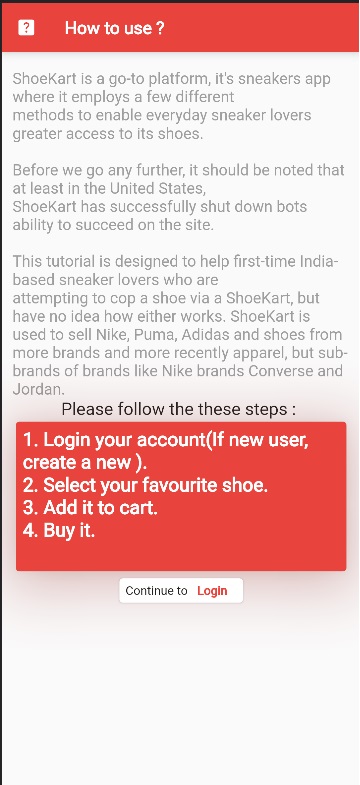 ?
How to use ?
ShoeKart is a go-to platform, it's sneakers app
where it employs a few different
methods to enable everyday sneaker lovers
greater access to its shoes.
Before we go any further, it should be noted that
at least in the United States,
ShoeKart has successfully shut down bots
ability to succeed on the site.
This tutorial is designed to help first-time India-
based sneaker lovers who are
attempting to cop a shoe via a ShoeKart, but
have no idea how either works. ShoeKart is
used to sell Nike, Puma, Adidas and shoes from
more brands and more recently apparel, but sub-
brands of brands like Nike brands Converse and
Jordan.
Please follow the these steps :
1. Login your account(If new user,
create a new ).
2. Select your favourite shoe.
3. Add it to cart.
4. Buy it.
Continue to Login